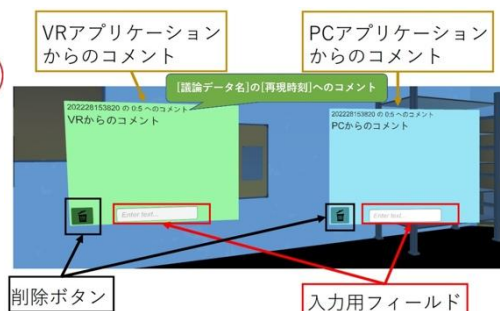 VRアプリケーション
からのコメント
PCアプリケーション
からのコメント
[議論データ名]の[再現時刻]へのコメント
202228153820 の 0:5 へのコメント
VRからのコメント
202228153820 の 0:5 へのコメント
PCからのコメント
Enter text...
Enter text...
削除ボタン
入力用フィールド